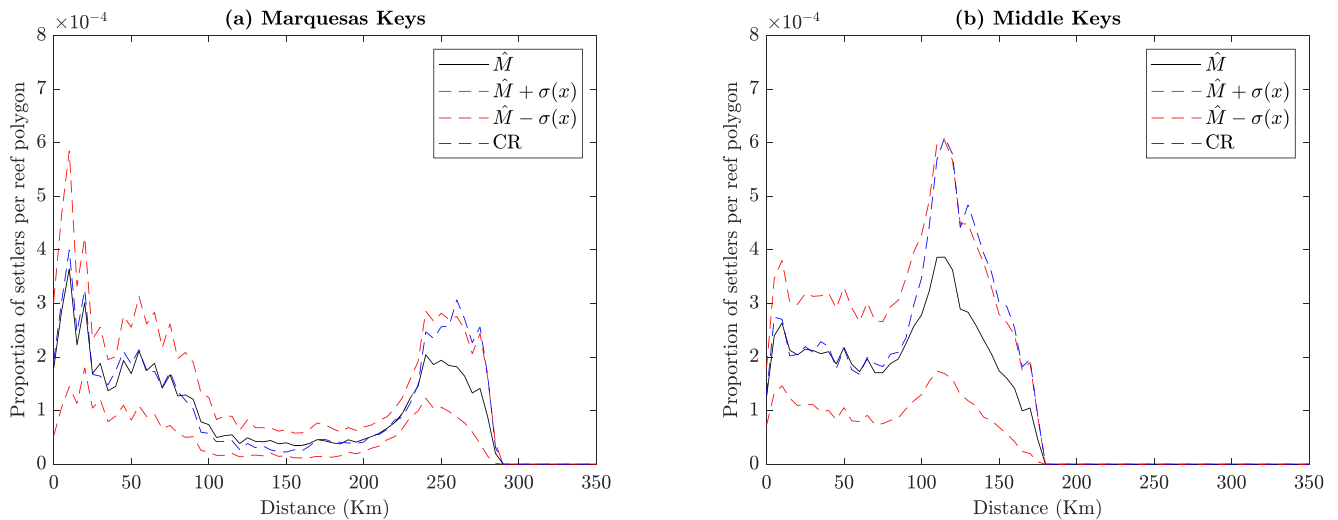 (a) Marquesas Keys
×10⁻⁴
8
7
6
5
4
3
2
1
0
Proportion of settlers per reef polygon
M̂
M̂ + σ(x)
M̂ − σ(x)
CR
0 50 100 150 200 250 300 350
Distance (Km)
(b) Middle Keys
×10⁻⁴
8
7
6
5
4
3
2
1
0
Proportion of settlers per reef polygon
M̂
M̂ + σ(x)
M̂ − σ(x)
CR
0 50 100 150 200 250 300 350
Distance (Km)